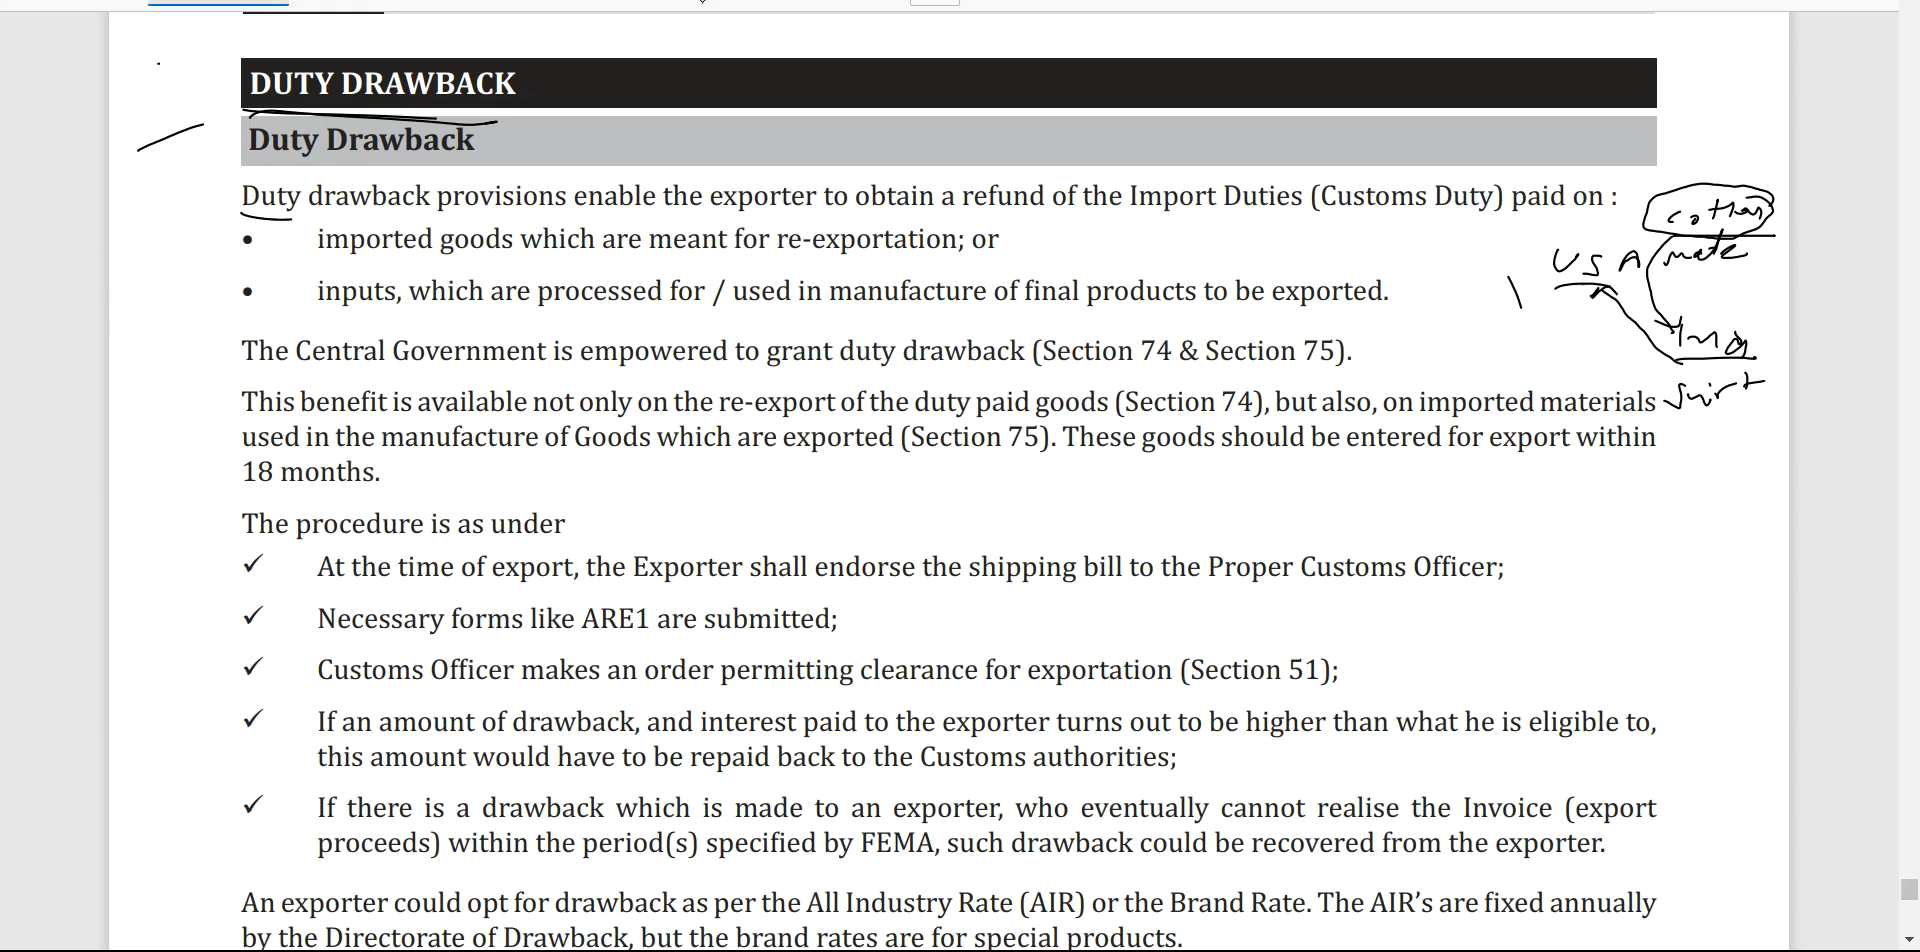 DUTY DRAWBACK
Duty Drawback
Duty drawback provisions enable the exporter to obtain a refund of the Import Duties (Customs Duty) paid on :
• imported goods which are meant for re-exportation; or
• inputs, which are processed for / used in manufacture of final products to be exported.
The Central Government is empowered to grant duty drawback (Section 74 & Section 75).
This benefit is available not only on the re-export of the duty paid goods (Section 74), but also, on imported materials
used in the manufacture of Goods which are exported (Section 75). These goods should be entered for export within
18 months.
The procedure is as under
✓ At the time of export, the Exporter shall endorse the shipping bill to the Proper Customs Officer;
✓ Necessary forms like ARE1 are submitted;
✓ Customs Officer makes an order permitting clearance for exportation (Section 51);
✓ If an amount of drawback, and interest paid to the exporter turns out to be higher than what he is eligible to,
this amount would have to be repaid back to the Customs authorities;
✓ If there is a drawback which is made to an exporter, who eventually cannot realise the Invoice (export
proceeds) within the period(s) specified by FEMA, such drawback could be recovered from the exporter.
An exporter could opt for drawback as per the All Industry Rate (AIR) or the Brand Rate. The AIR's are fixed annually
by the Directorate of Drawback, but the brand rates are for special products.
cotton
USA